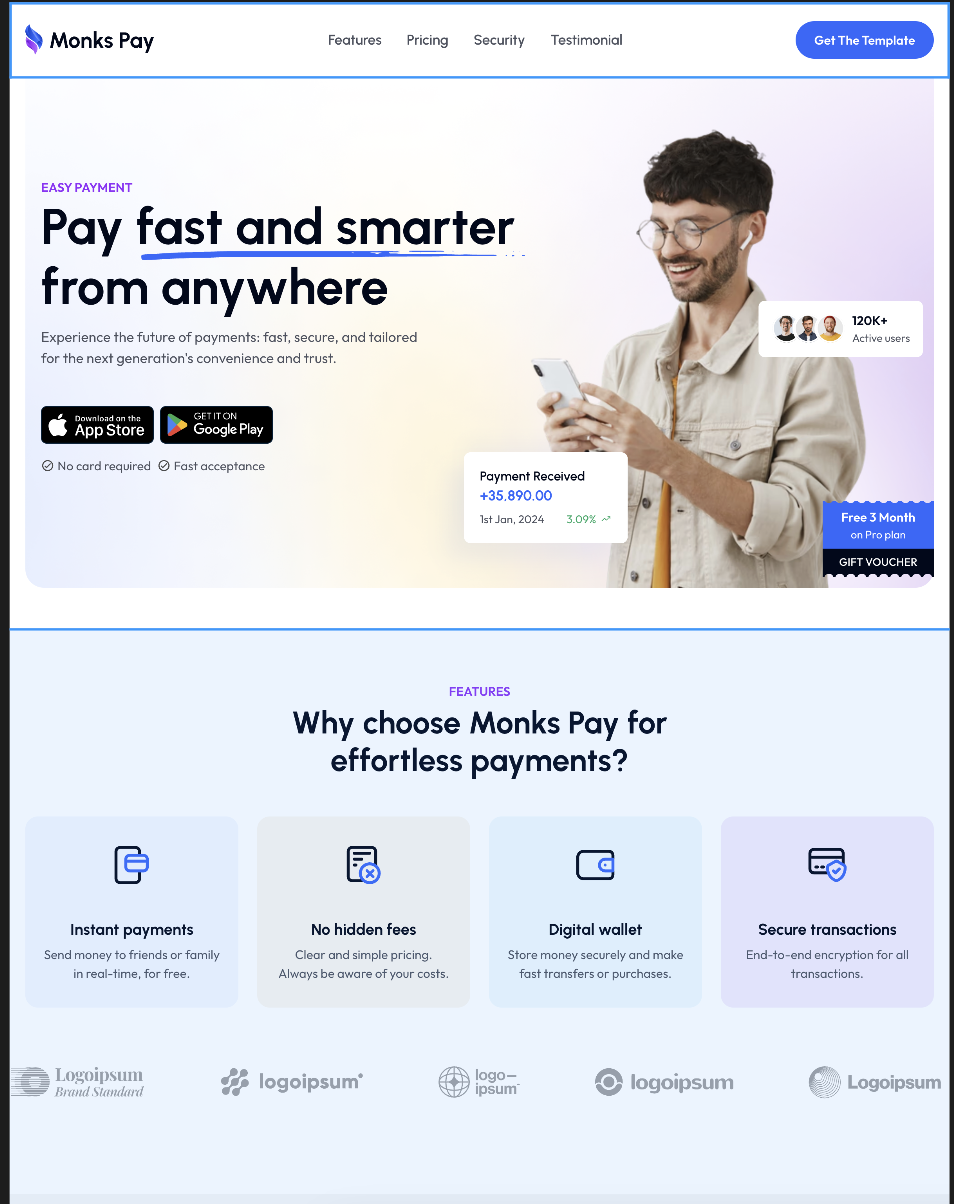 Monks Pay
Features
Pricing
Security
Testimonial
Get The Template
EASY PAYMENT
Pay fast and smarter
from anywhere
Experience the future of payments: fast, secure, and tailored
for the next generation's convenience and trust.
Download on the
App Store
GET IT ON
Google Play
No card required
Fast acceptance
120K+
Active users
Payment Received
+35,890.00
1st Jan, 2024
3.09%
Free 3 Month
on Pro plan
GIFT VOUCHER
FEATURES
Why choose Monks Pay for
effortless payments?
Instant payments
Send money to friends or family
in real-time, for free.
No hidden fees
Clear and simple pricing.
Always be aware of your costs.
Digital wallet
Store money securely and make
fast transfers or purchases.
Secure transactions
End-to-end encryption for all
transactions.
Logoipsum
Brand Standard
logoipsum
logo—
ipsum
logoipsum
Logoipsum